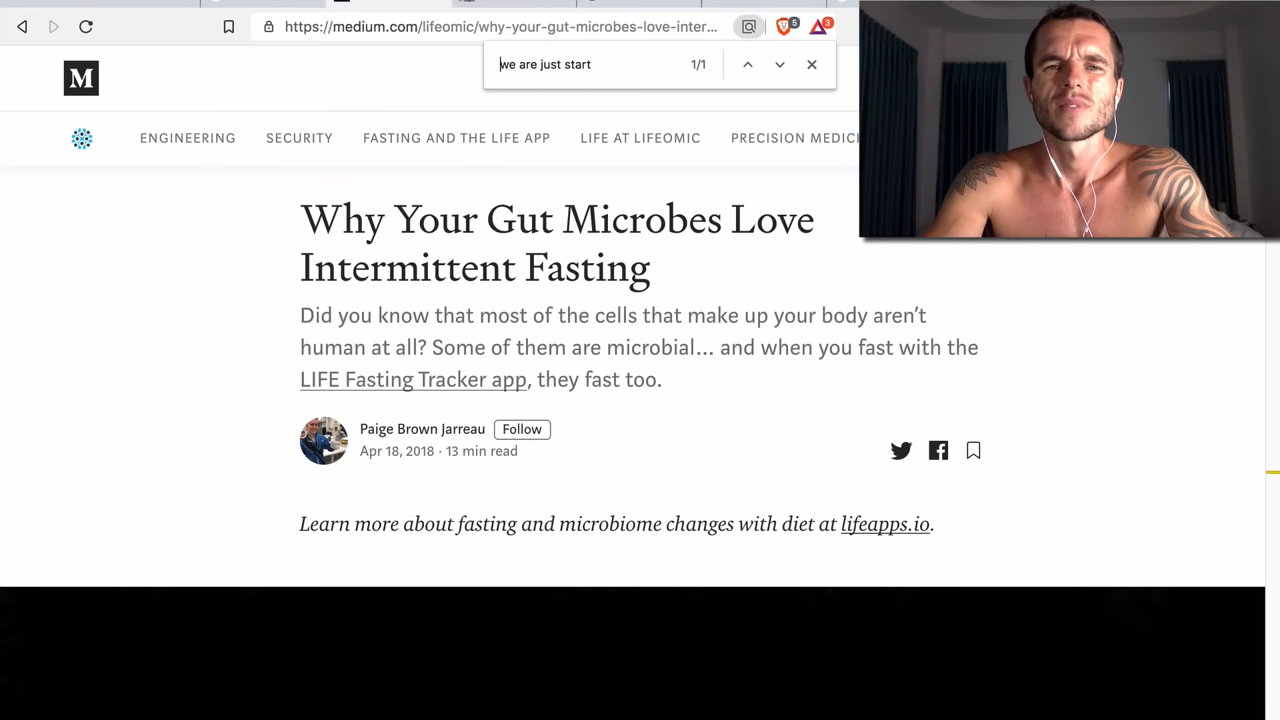 https://medium.com/lifeomic/why-your-gut-microbes-love-inter...
5
3
we are just start
1/1
M
ENGINEERING
SECURITY
FASTING AND THE LIFE APP
LIFE AT LIFEOMIC
PRECISION MEDICI
Why Your Gut Microbes Love
Intermittent Fasting
Did you know that most of the cells that make up your body aren’t
human at all? Some of them are microbial… and when you fast with the
LIFE Fasting Tracker app, they fast too.
Paige Brown Jarreau
Follow
Apr 18, 2018 · 13 min read
Learn more about fasting and microbiome changes with diet at lifeapps.io.